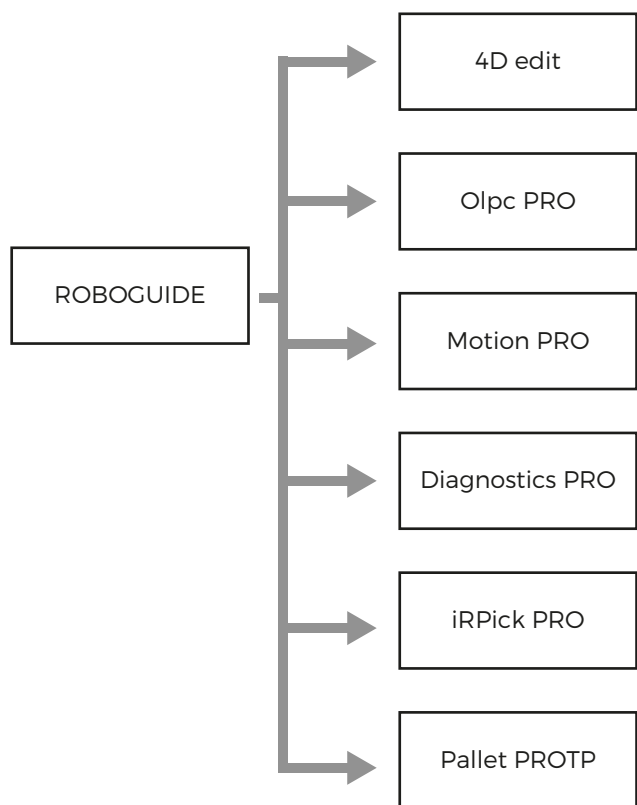 4D edit
Olpc PRO
ROBOGUIDE
Motion PRO
Diagnostics PRO
iRPick PRO
Pallet PROTP